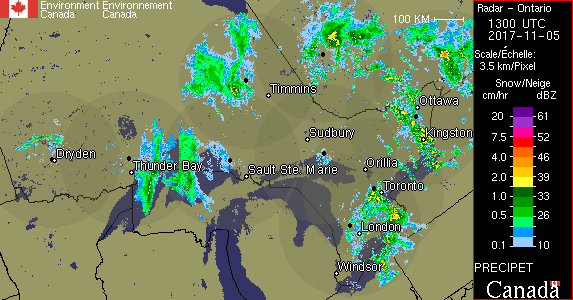 Environment Environnement
Canada Canada
100 KM
Timmins
Ottawa
Sudbury
Kingston
Dryden
Thunder Bay
Sault Ste. Marie
Orillia
Toronto
London
Windsor
Radar - Ontario
1300 UTC
2017-11-05
Scale/Échelle:
3.5 km/Pixel
Snow/Neige
cm/hr dBZ
20 61
7.5 57
5.0 52
4.0 46
2.0 39
1.0 33
0.5 26
0.1 10
PRECIPET
Canada